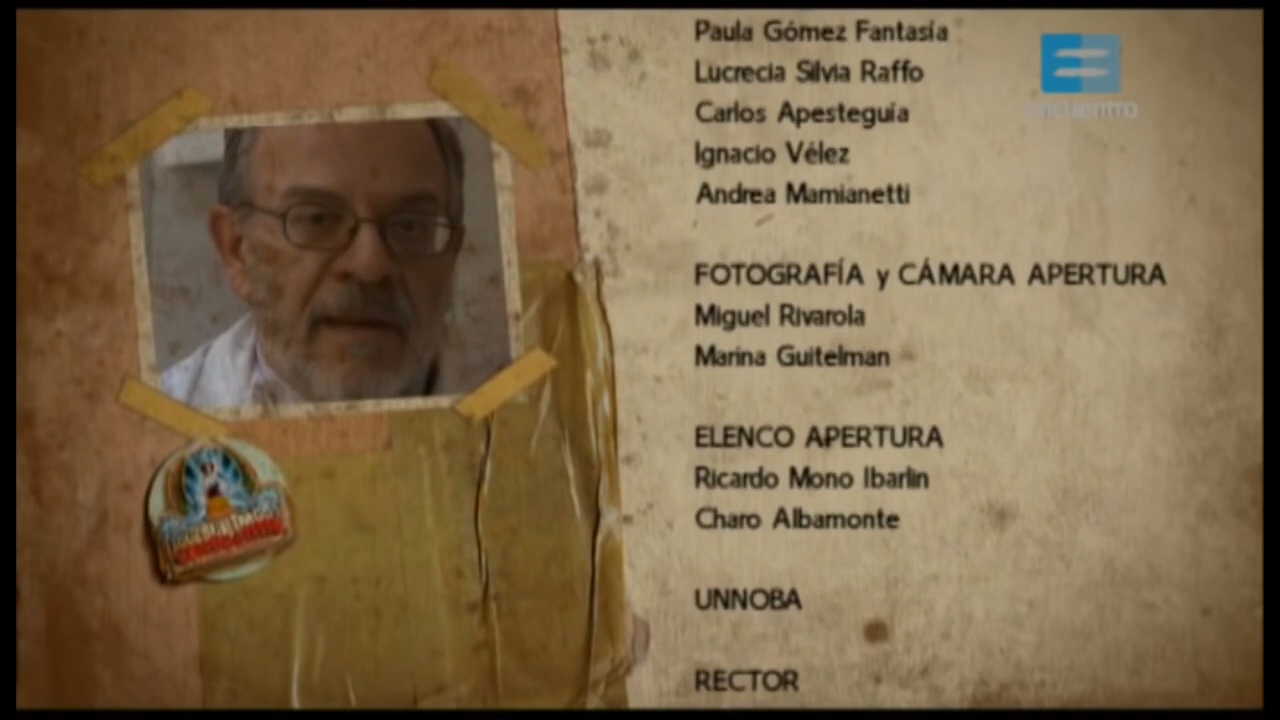 Paula Gómez Fantasía
Lucrecia Silvia Raffo
Carlos Apesteguía
Ignacio Vélez
Andrea Mamianetti
FOTOGRAFÍA y CÁMARA APERTURA
Miguel Rivarola
Marina Guitelman
ELENCO APERTURA
Ricardo Mono Ibarlin
Charo Albamonte
UNNOBA
RECTOR
encuentro